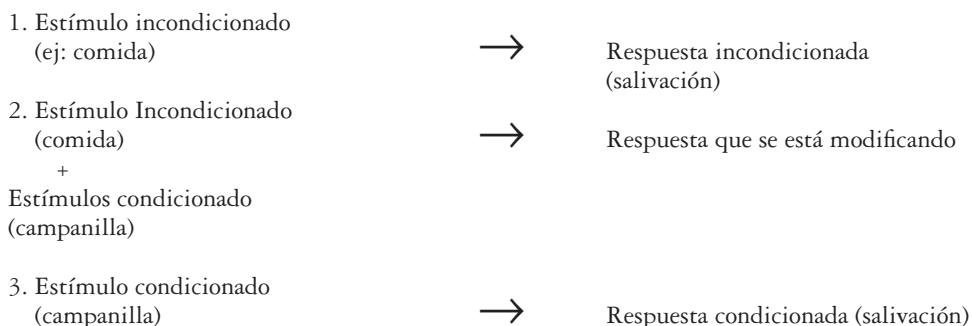 1. Estímulo incondicionado
(ej: comida) → Respuesta incondicionada
(salivación)
2. Estímulo Incondicionado
(comida) → Respuesta que se está modificando
+
Estímulos condicionado
(campanilla)
3. Estímulo condicionado
(campanilla) → Respuesta condicionada (salivación)